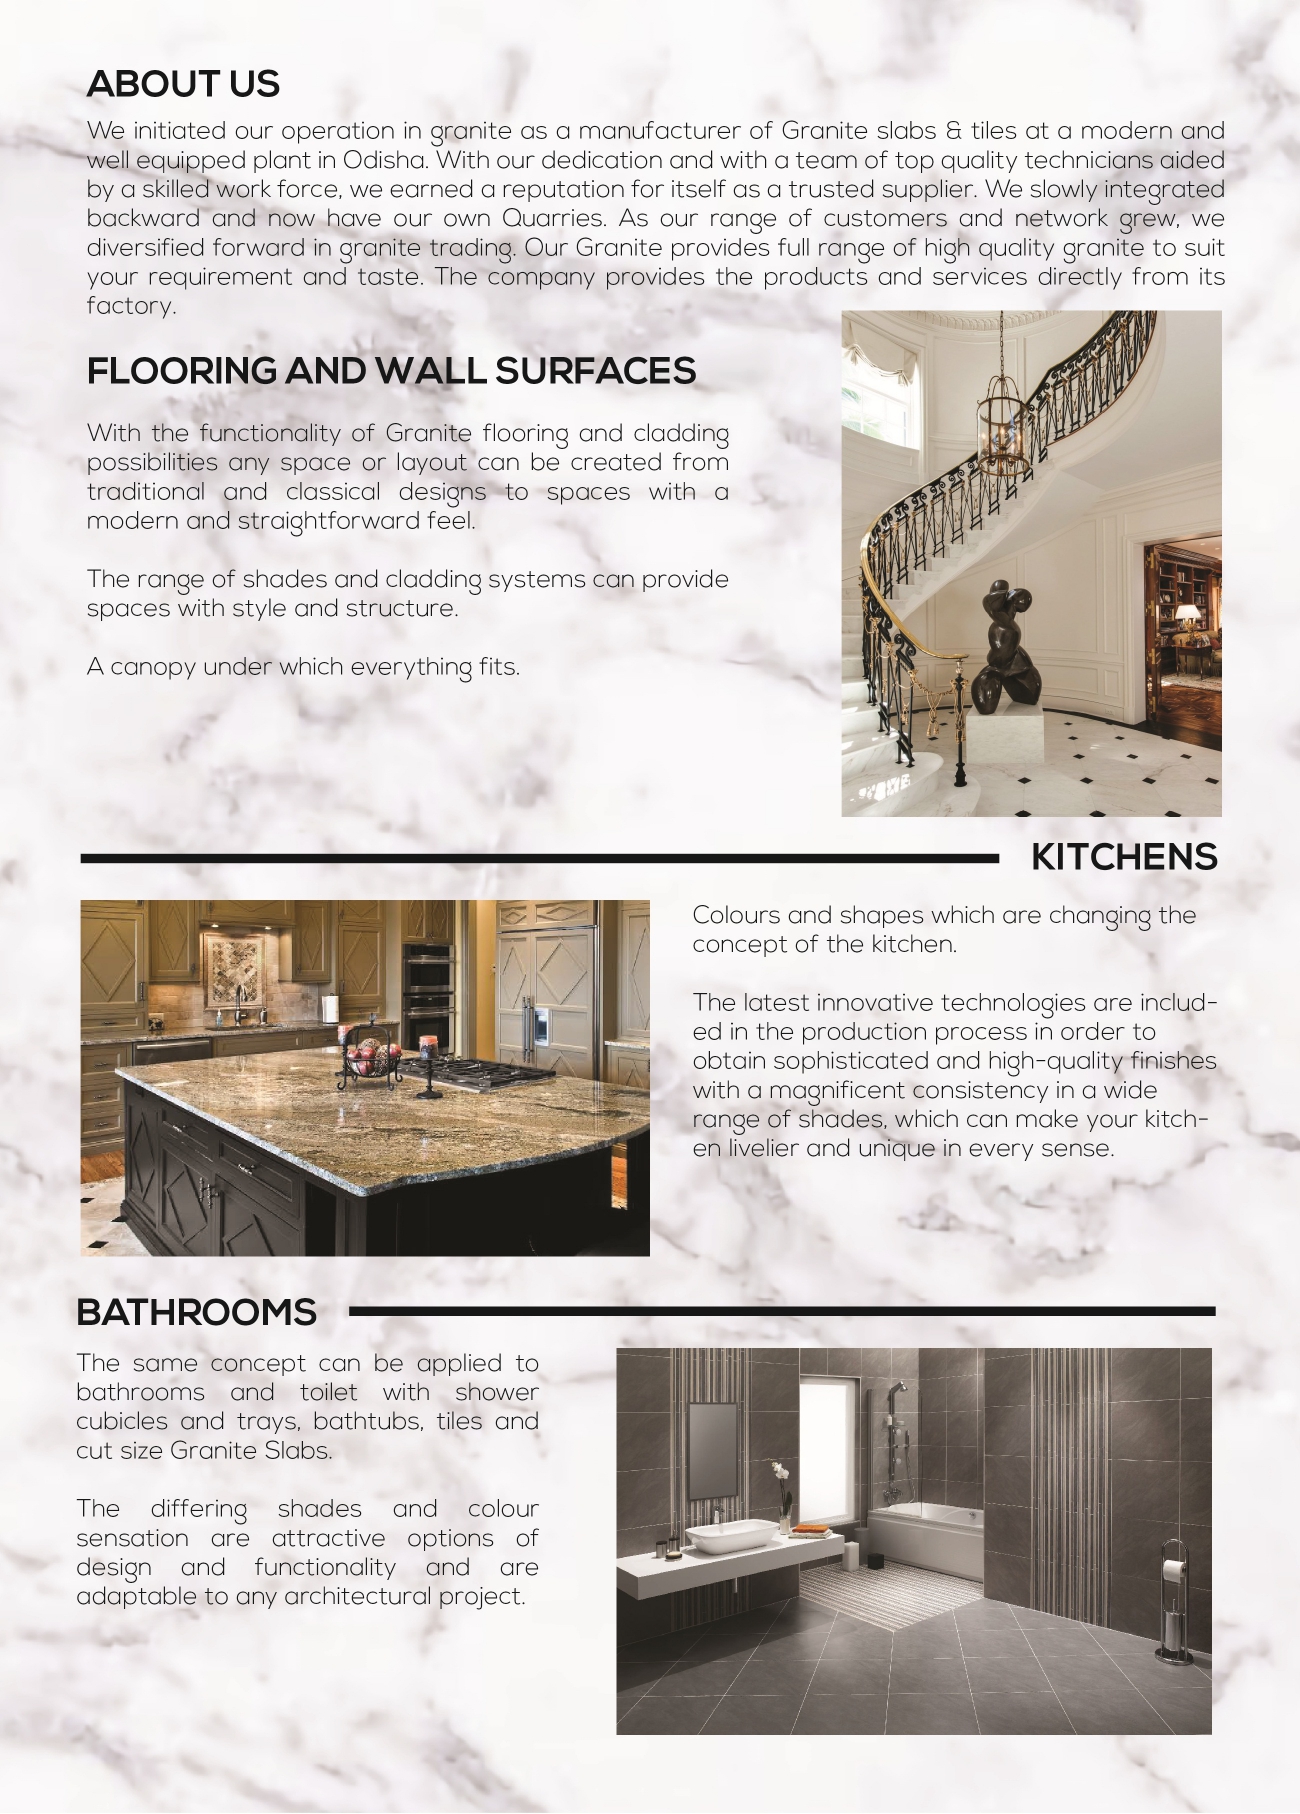 ABOUT US
We initiated our operation in granite as a manufacturer of Granite slabs & tiles at a modern and
well equipped plant in Odisha. With our dedication and with a team of top quality technicians aided
by a skilled work force, we earned a reputation for itself as a trusted supplier. We slowly integrated
backward and now have our own Quarries. As our range of customers and network grew, we
diversified forward in granite trading. Our Granite provides full range of high quality granite to suit
your requirement and taste. The company provides the products and services directly from its
factory.
FLOORING AND WALL SURFACES
With the functionality of Granite flooring and cladding
possibilities any space or layout can be created from
traditional and classical designs to spaces with a
modern and straightforward feel.
The range of shades and cladding systems can provide
spaces with style and structure.
A canopy under which everything fits.
KITCHENS
Colours and shapes which are changing the
concept of the kitchen.
The latest innovative technologies are includ-
ed in the production process in order to
obtain sophisticated and high-quality finishes
with a magnificent consistency in a wide
range of shades, which can make your kitch-
en livelier and unique in every sense.
BATHROOMS
The same concept can be applied to
bathrooms and toilet with shower
cubicles and trays, bathtubs, tiles and
cut size Granite Slabs.
The differing shades and colour
sensation are attractive options of
design and functionality and are
adaptable to any architectural project.